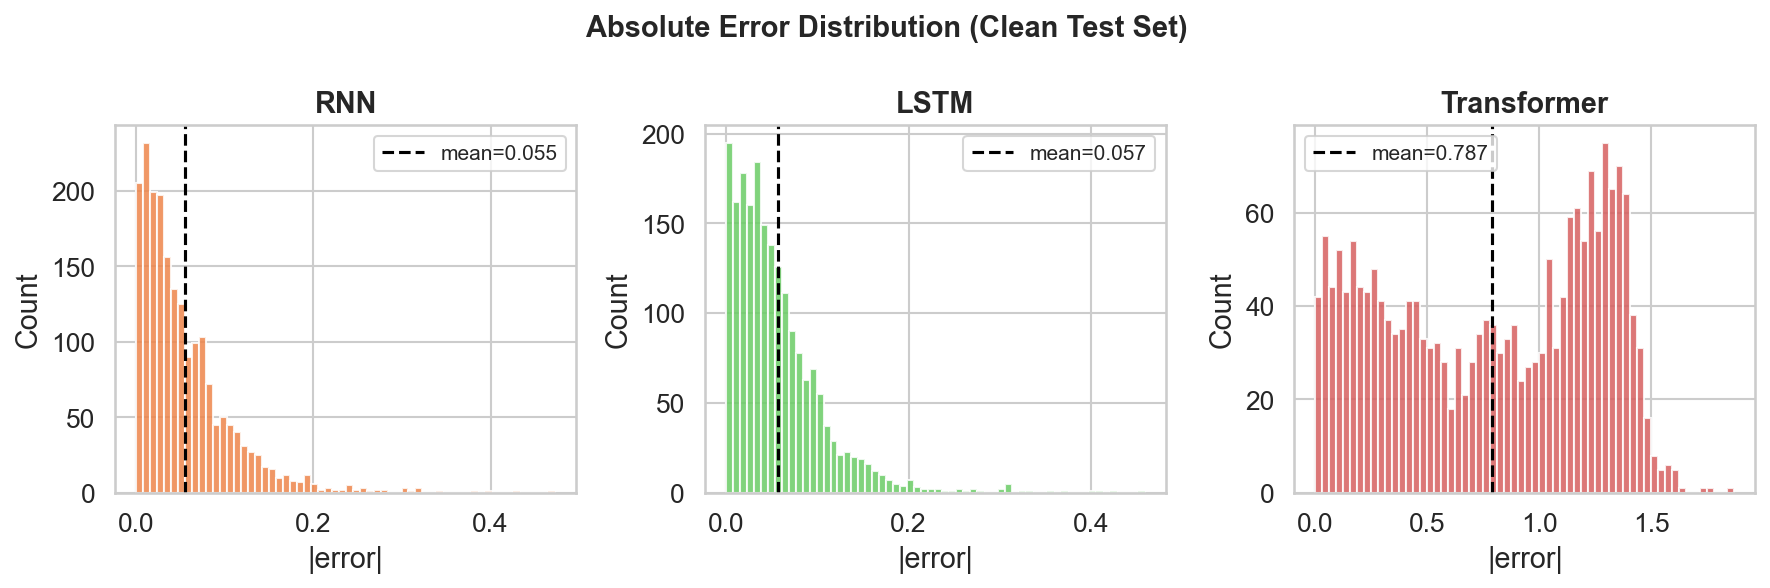 Absolute Error Distribution (Clean Test Set)
RNN
mean=0.055
Count
200
150
100
50
0
0.0 0.2 0.4
|error|
LSTM
mean=0.057
Count
200
150
100
50
0
0.0 0.2 0.4
|error|
Transformer
mean=0.787
Count
60
40
20
0
0.0 0.5 1.0 1.5
|error|